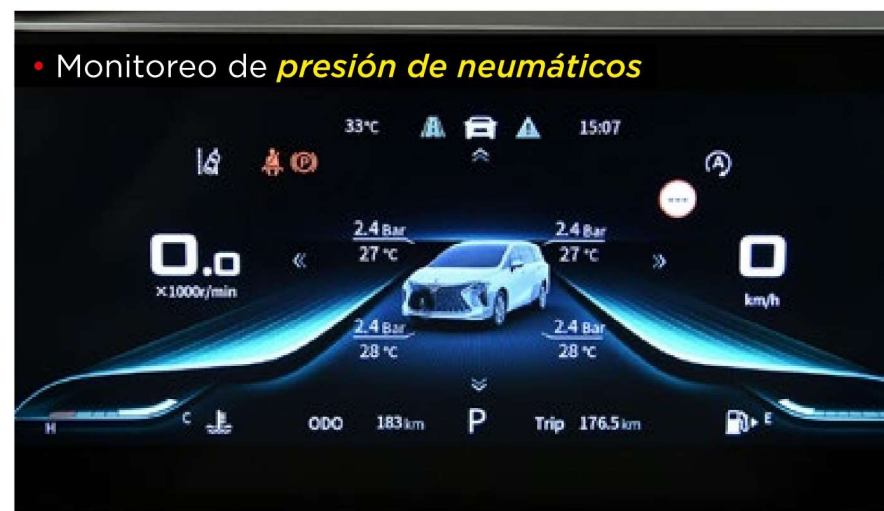 • Monitoreo de presión de neumáticos
33°C 15:07
P A
2.4 Bar 2.4 Bar
27 °C 27 °C
0.0 0
×1000r/min km/h
2.4 Bar 2.4 Bar
28 °C 28 °C
H C ODO 183 km P Trip 176.5 km E